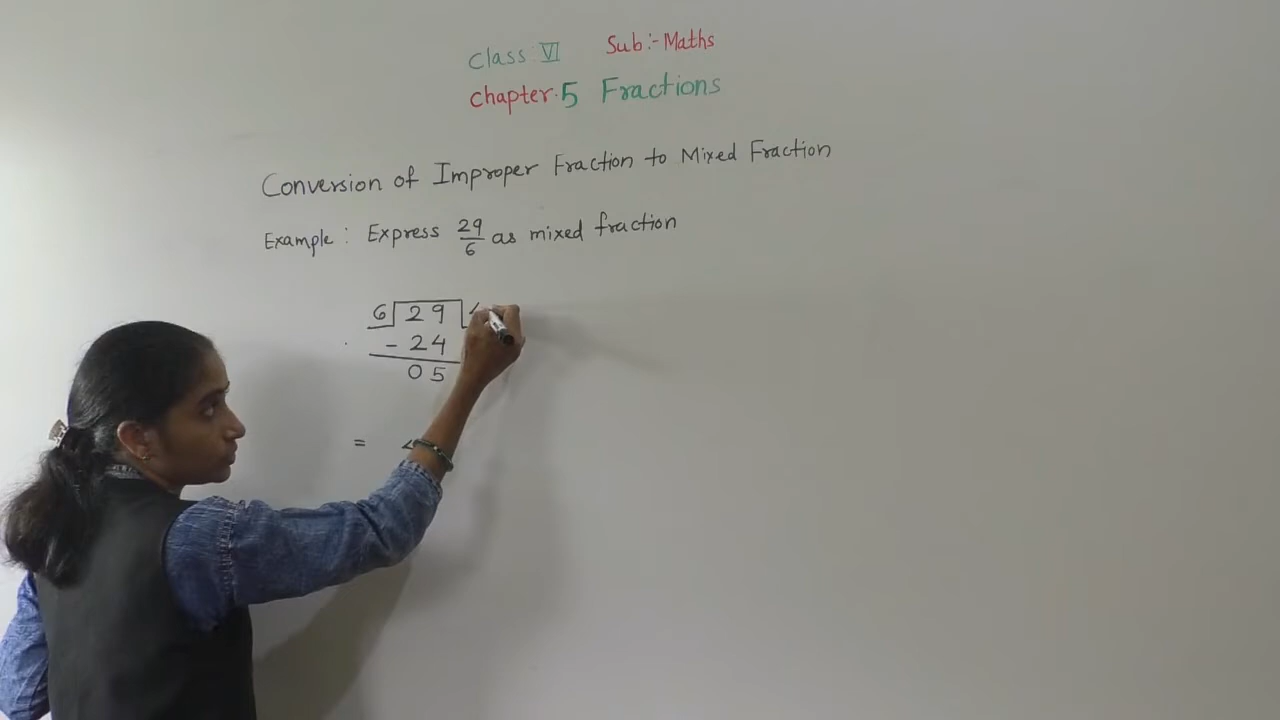 Class VI Sub:- Maths
Chapter.5 Fractions
Conversion of Improper Fraction to Mixed Fraction
Example: Express 29/6 as mixed fraction
6 29
- 24
05
=